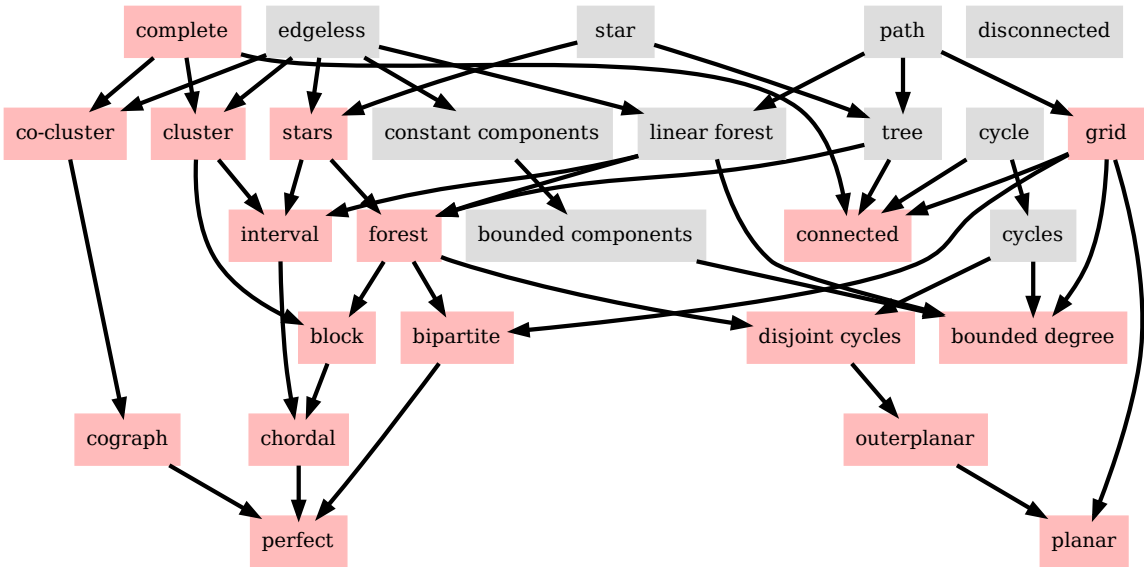 complete
edgeless
star
path
disconnected
co-cluster
cluster
stars
constant components
linear forest
tree
cycle
grid
interval
forest
bounded components
connected
cycles
block
bipartite
disjoint cycles
bounded degree
cograph
chordal
outerplanar
perfect
planar